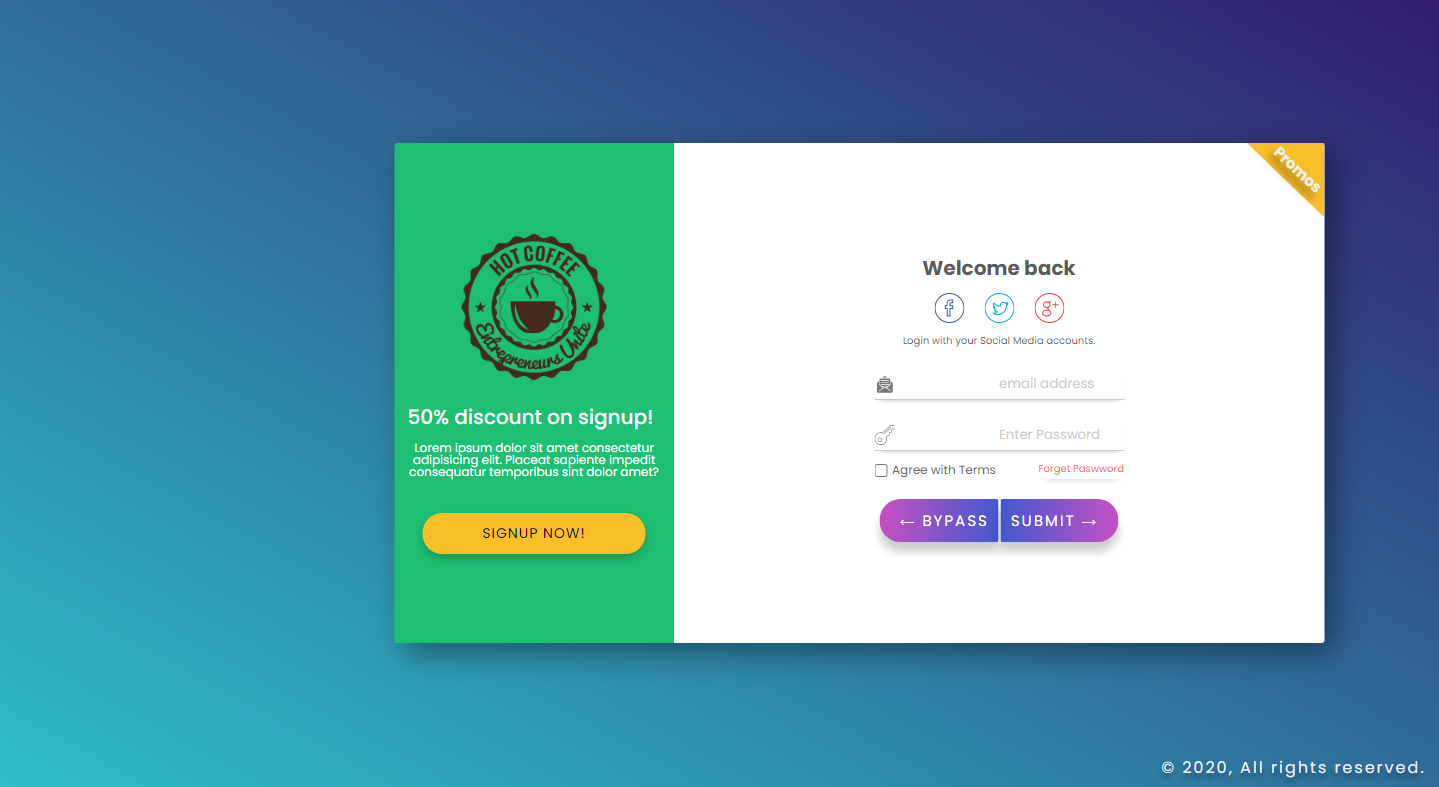 HOT COFFEE
Entrepreneurs Unite
50% discount on signup!
Lorem ipsum dolor sit amet consectetur
adipisicing elit. Placeat sapiente impedit
consequatur temporibus sint dolor amet?
SIGNUP NOW!
Promos
Welcome back
Login with your Social Media accounts.
email address
Enter Password
Agree with Terms
Forget Paswword
← BYPASS
SUBMIT →
© 2020, All rights reserved.